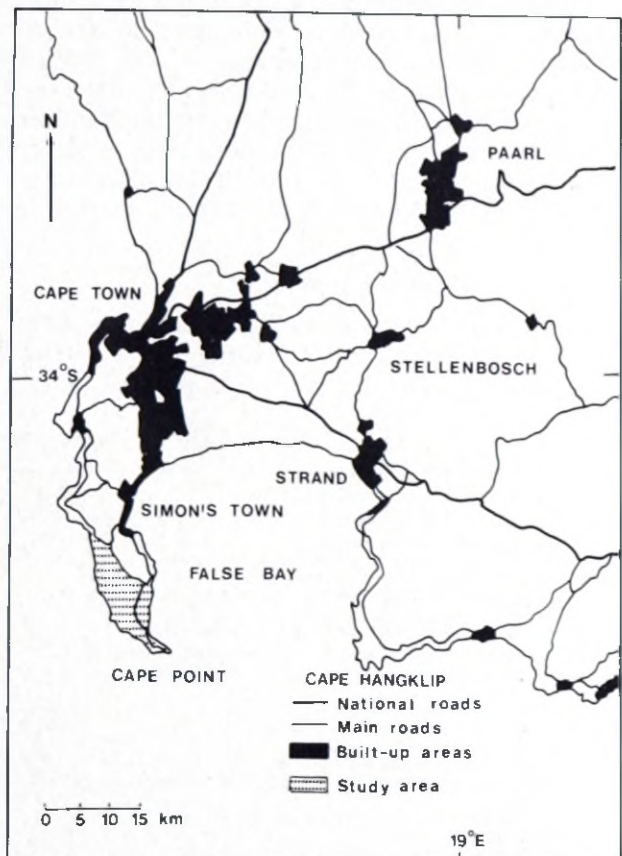 N
PAARL
CAPE TOWN
34°S
STELLENBOSCH
STRAND
SIMON'S TOWN
FALSE BAY
CAPE POINT
CAPE HANGKLIP
National roads
Main roads
Built-up areas
Study area
0 5 10 15 km
19°E